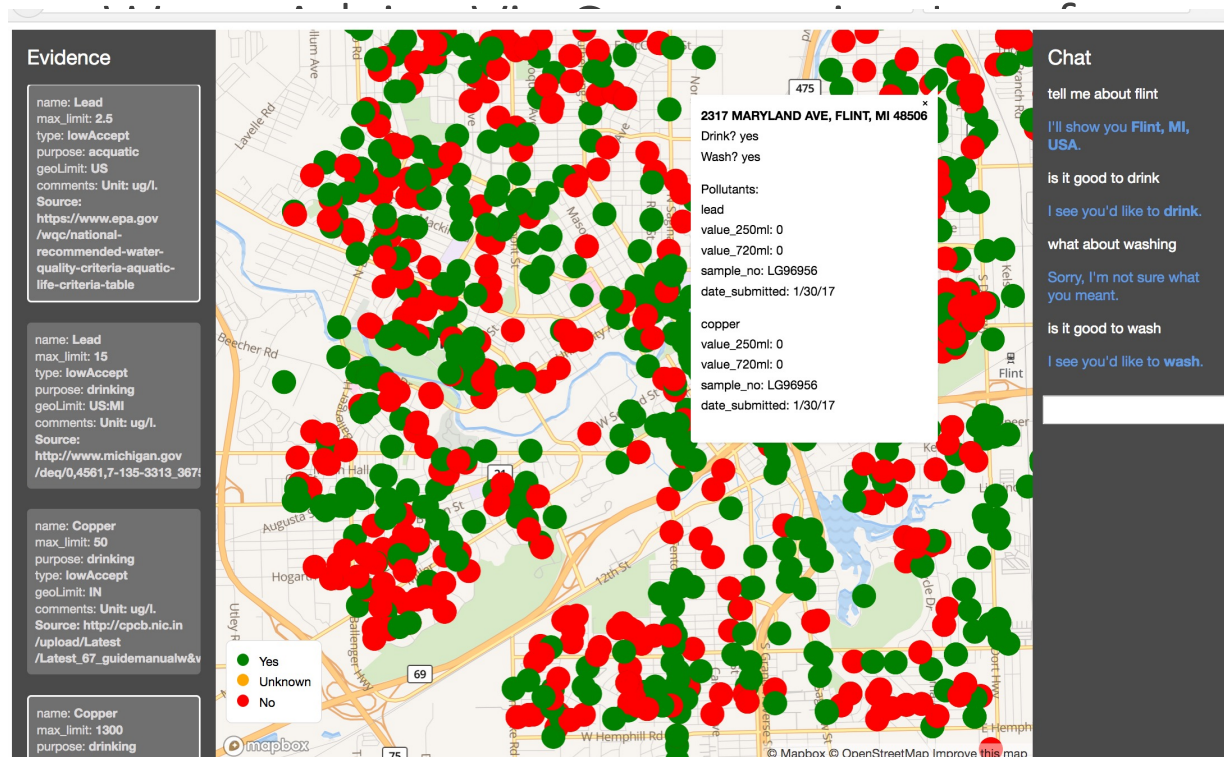 Evidence
name: Lead
max_limit: 2.5
type: lowAccept
purpose: acquatic
geoLimit: US
comments: Unit: ug/l.
Source:
https://www.epa.gov
/wqc/national-
recommended-water-
quality-criteria-aquatic-
life-criteria-table
name: Lead
max_limit: 15
type: lowAccept
purpose: drinking
geoLimit: US:MI
comments: Unit: ug/l.
Source:
http://www.michigan.gov
/deq/0,4561,7-135-3313_367
name: Copper
max_limit: 50
purpose: drinking
type: lowAccept
geoLimit: IN
comments: Unit: ug/l.
Source: http://cpcb.nic.in
/upload/Latest
/Latest_67_guidemanualw&v
name: Copper
max_limit: 1300
purpose: drinking
Lavelle Rd
475
Mason
Beecher Rd
University
W Second St
Flint
21
Augusta
12th St
Utley R
Ballenger Hwy
69
W Hemphill Rd
E Hemph
75
2317 MARYLAND AVE, FLINT, MI 48506
×
Drink? yes
Wash? yes
Pollutants:
lead
value_250ml: 0
value_720ml: 0
sample_no: LG96956
date_submitted: 1/30/17
copper
value_250ml: 0
value_720ml: 0
sample_no: LG96956
date_submitted: 1/30/17
Yes
Unknown
No
mapbox
© Mapbox © OpenStreetMap Improve this map
Chat
tell me about flint
I'll show you Flint, MI,
USA.
is it good to drink
I see you'd like to drink.
what about washing
Sorry, I'm not sure what
you meant.
is it good to wash
I see you'd like to wash.